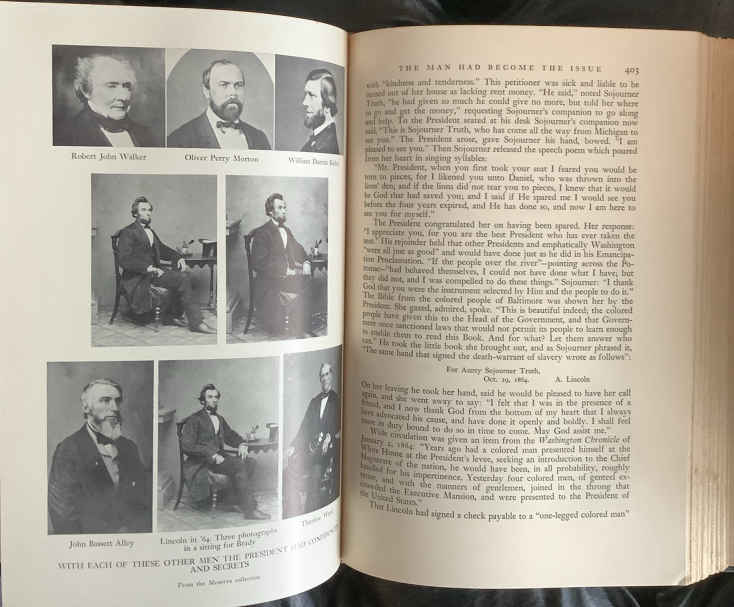 Robert John Walker
Oliver Perry Morton
William Dennis Kelley
John Bassett Alley
Lincoln in '64. Three photographs
in a sitting for Brady
Thurlow Weed
WITH EACH OF THESE OTHER MEN THE PRESIDENT HAD CONFIDENCES
AND SECRETS
From the Meserve collection
THE MAN HAD BECOME THE ISSUE 403
with "kindness and tenderness." This petitioner was sick and liable to be
turned out of her house as lacking rent money. "He said," noted Sojourner
Truth, "he had given so much he could give no more, but told her where
to go and get the money," requesting Sojourner's companion to go along
and help. To the President seated at his desk Sojourner's companion now
said, "This is Sojourner Truth, who has come all the way from Michigan to
see you." The President arose, gave Sojourner his hand, bowed. "I am
pleased to see you." Then Sojourner released the speech poem which poured
from her heart in singing syllables:
"Mr. President, when you first took your seat I feared you would be
torn to pieces, for I likened you unto Daniel, who was thrown into the
lions' den; and if the lions did not tear you to pieces, I knew that it would
be God that had saved you; and I said if He spared me I would see you
before the four years expired, and He has done so, and now I am here to
see you for myself."
The President congratulated her on having been spared. Her response:
"I appreciate you, for you are the best President who has ever taken the
seat." His rejoinder held that other Presidents and emphatically Washington
"were all just as good" and would have done just as he did in his Emancipa-
tion Proclamation. "If the people over the river"—pointing across the Po-
tomac—"had behaved themselves, I could not have done what I have; but
they did not, and I was compelled to do these things." Sojourner: "I thank
God that you were the instrument selected by Him and the people to do it."
The Bible from the colored people of Baltimore was shown her by the
President. She gazed, admired, spoke. "This is beautiful indeed; the colored
people have given this to the Head of the Government, and that Govern-
ment once sanctioned laws that would not permit its people to learn enough
to enable them to read this Book. And for what? Let them answer who
can." He took the little book she brought out, and as Sojourner phrased it,
"The same hand that signed the death-warrant of slavery wrote as follows":
For Aunty Sojourner Truth,
Oct. 29, 1864. A. Lincoln
On her leaving he took her hand, said he would be pleased to have her call
again, and she went away to say: "I felt that I was in the presence of a
friend, and I now thank God from the bottom of my heart that I always
have advocated his cause, and have done it openly and boldly. I shall feel
more in duty bound to do so in time to come. May God assist me."
Wide circulation was given an item from the Washington Chronicle of
January 2, 1864: "Years ago had a colored man presented himself at the
White House at the President's levee, seeking an introduction to the Chief
Magistrate of the nation, he would have been, in all probability, roughly
handled for his impertinence. Yesterday four colored men, of genteel ex-
terior, and with the manners of gentlemen, joined in the throng that
crowded the Executive Mansion, and were presented to the President of
the United States."
That Lincoln had signed a check payable to a "one-legged colored man"